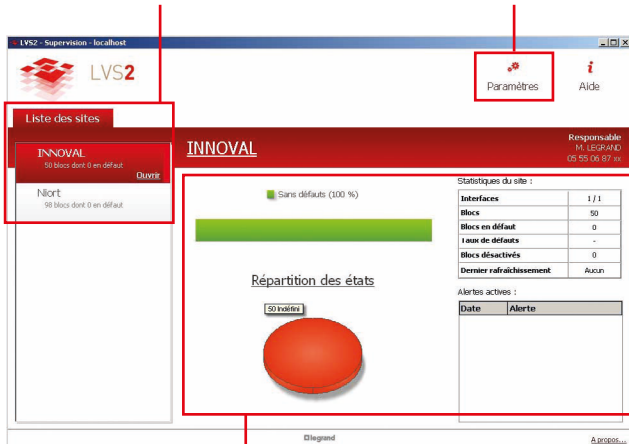 LVS2 - Supervision - localhost
LVS2
Paramètres
Aide
Liste des sites
INNOVAL
50 blocs dont 0 en défaut
Ouvrir
Niort
98 blocs dont 0 en défaut
INNOVAL
Responsable
M. LEGRAND
05 55 06 87 xx
Sans défauts (100 %)
Répartition des états
50 Indéfini
Statistiques du site :
Interfaces 1 / 1
Blocs 50
Blocs en défaut 0
Taux de défauts -
Blocs désactivés 0
Dernier rafraîchissement Aucun
Alertes actives :
Date Alerte
legrand
A propos...